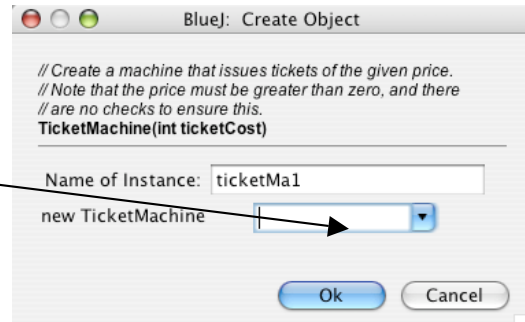 BlueJ: Create Object
// Create a machine that issues tickets of the given price.
// Note that the price must be greater than zero, and there
// are no checks to ensure this.
TicketMachine(int ticketCost)
Name of Instance: ticketMa1
new TicketMachine
Ok Cancel